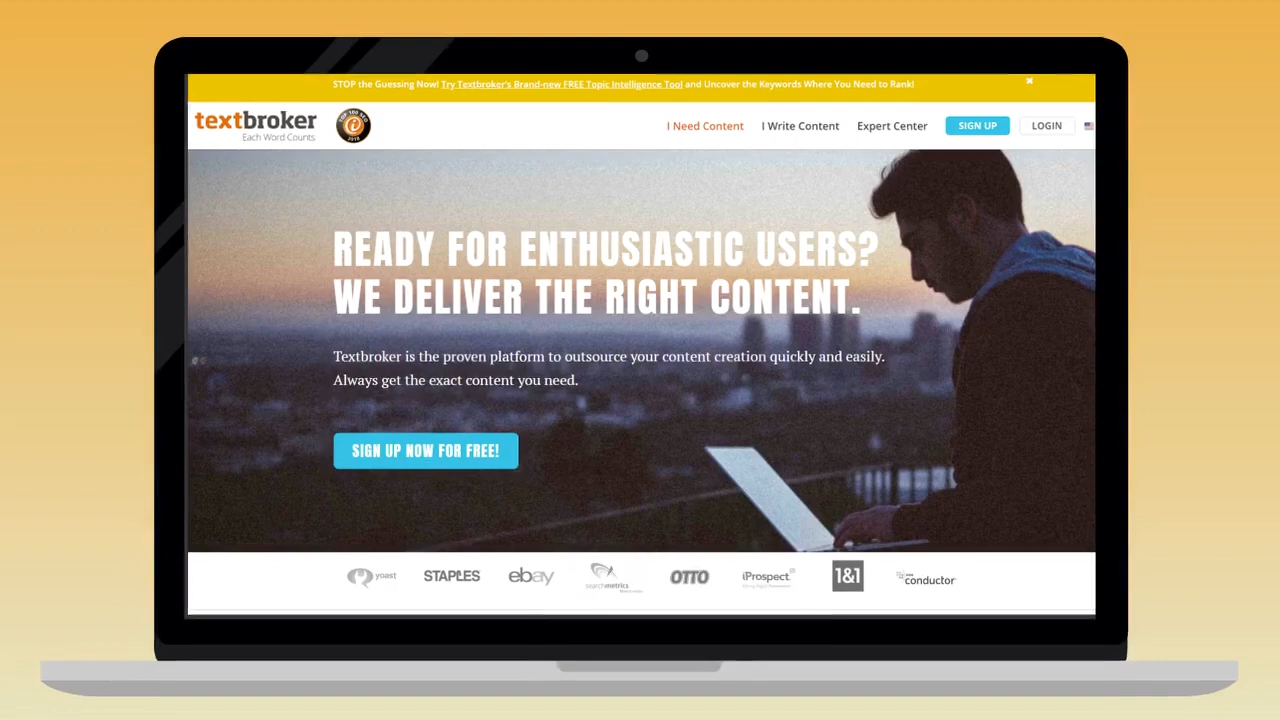 STOP the Guessing Now! Try Textbroker's Brand-new FREE Topic Intelligence Tool and Uncover the Keywords Where You Need to Rank!
textbroker
Each Word Counts
TOP 100 SEO
2018
I Need Content
I Write Content
Expert Center
SIGN UP
LOGIN
READY FOR ENTHUSIASTIC USERS?
WE DELIVER THE RIGHT CONTENT.
Textbroker is the proven platform to outsource your content creation quickly and easily.
Always get the exact content you need.
SIGN UP NOW FOR FREE!
yoast
STAPLES
ebay
searchmetrics
OTTO
iProspect
1&1
conductor